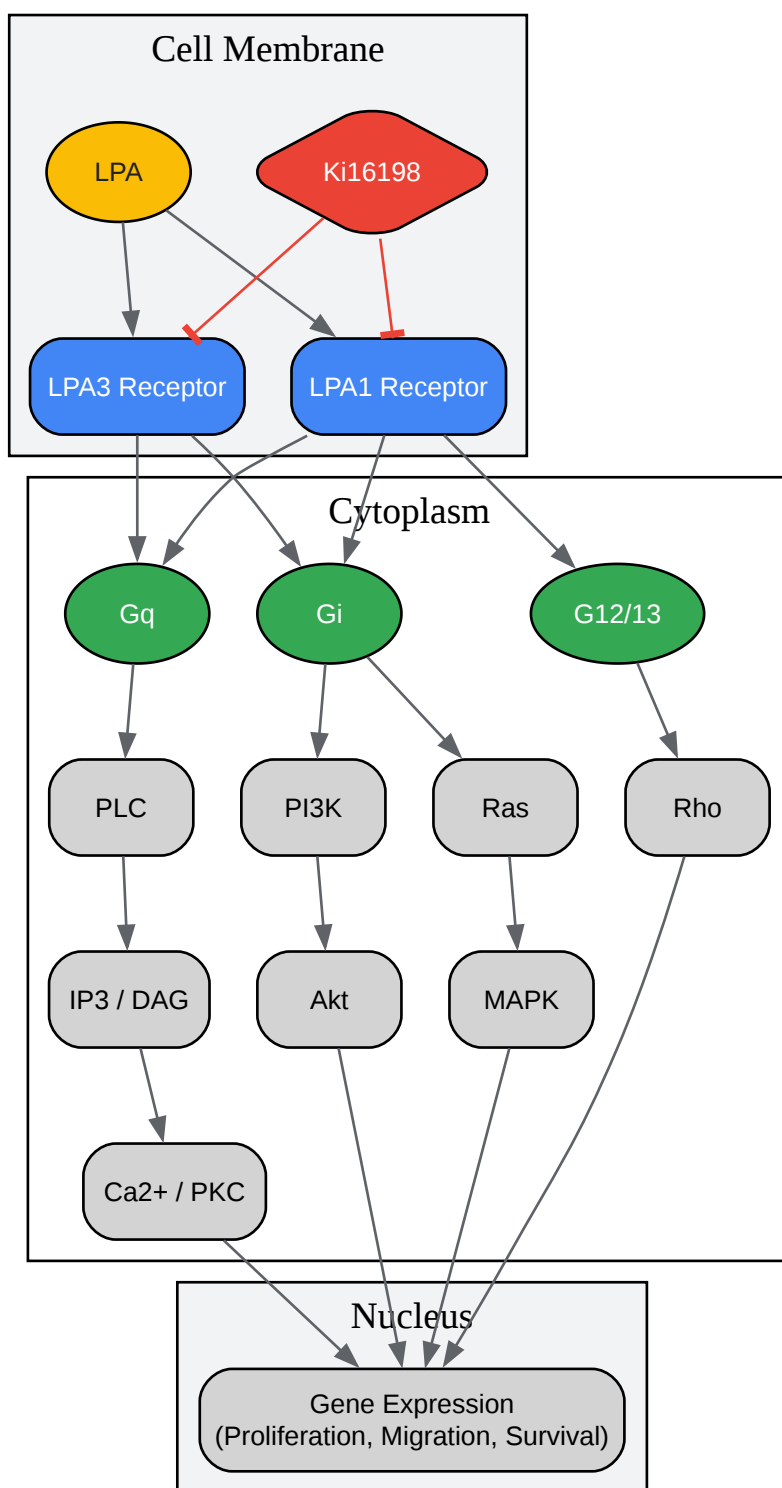 Cell Membrane
LPA
Ki16198
LPA3 Receptor
LPA1 Receptor
Cytoplasm
Gq
Gi
G12/13
PLC
PI3K
Ras
Rho
IP3 / DAG
Akt
MAPK
Ca2+ / PKC
Nucleus
Gene Expression
(Proliferation, Migration, Survival)